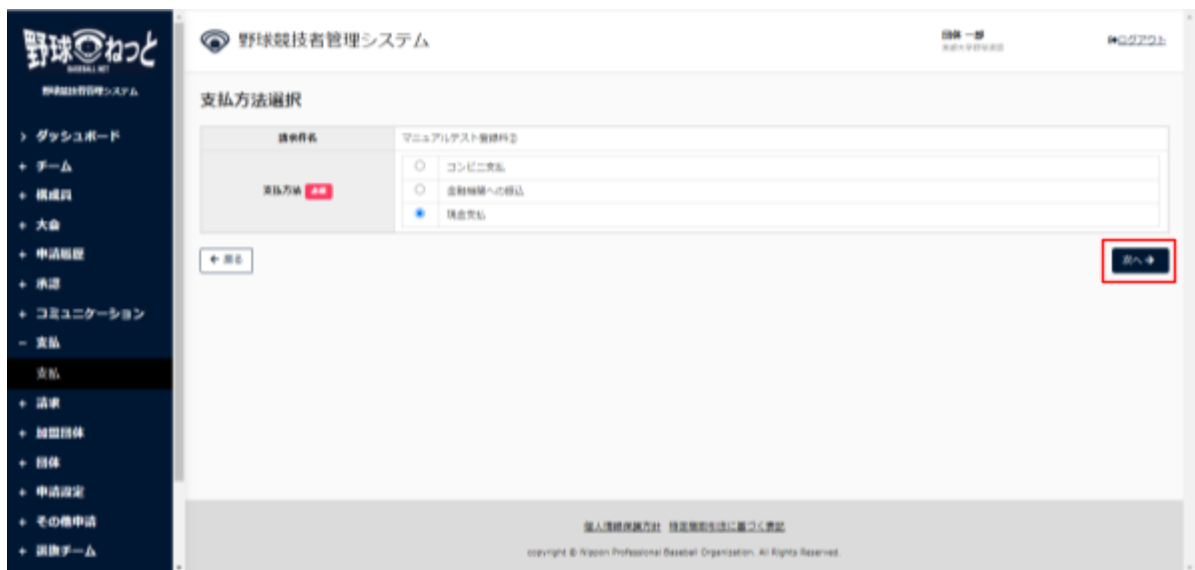 野球ねっと
BASEBALL NET
野球競技者管理システム
野球競技者管理システム
団体 一郎
ログアウト
支払方法選択
› ダッシュボード
+ チーム
+ 構成員
+ 大会
+ 申請履歴
+ 承認
+ コミュニケーション
− 支払
支払
+ 請求
+ 加盟団体
+ 団体
+ 申請設定
+ その他申請
+ 選抜チーム
請求件名
マニュアルテスト登録料②
支払方法 必須
コンビニ支払
金融機関への振込
現金支払
← 戻る
次へ →
個人情報保護方針 特定商取引法に基づく表記
copyright © Nippon Professional Baseball Organization. All Rights Reserved.